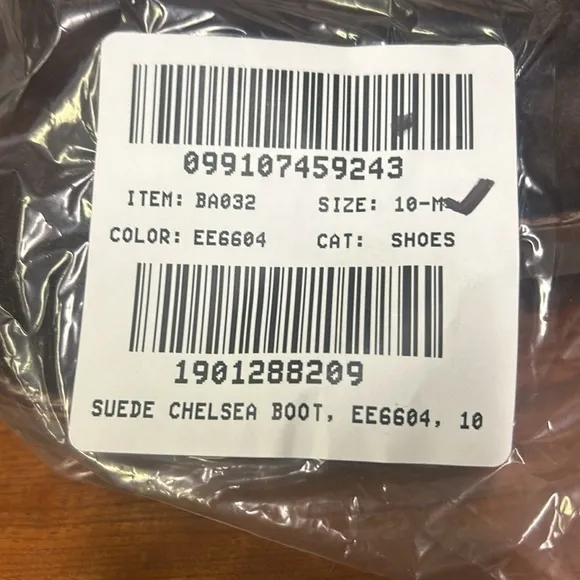 099107459243
ITEM: BA032 SIZE: 10-M
COLOR: EE6604 CAT: SHOES
1901288209
SUEDE CHELSEA BOOT, EE6604, 10